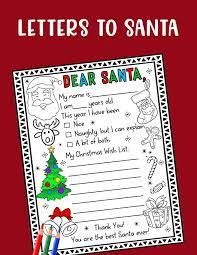 LETTERS TO SANTA
DEAR SANTA,
My name is
I am years old.
This year I have been
Nice
Naughty, but I can explain
A bit of both
My Christmas Wish List:
Thank You!
You are the best Santa ever!